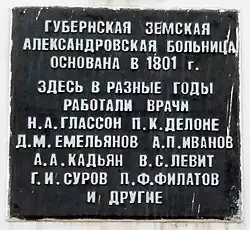 ГУБЕРНСКАЯ ЗЕМСКАЯ
АЛЕКСАНДРОВСКАЯ БОЛЬНИЦА
ОСНОВАНА В 1801 г.
ЗДЕСЬ В РАЗНЫЕ ГОДЫ
РАБОТАЛИ ВРАЧИ
Н.А.ГЛАССОН П.К.ДЕЛОНЕ
Д.М.ЕМЕЛЬЯНОВ А.П.ИВАНОВ
А.А.КАДЬЯН В.С.ЛЕВИТ
Г.И.СУРОВ П.Ф.ФИЛАТОВ
И ДРУГИЕ